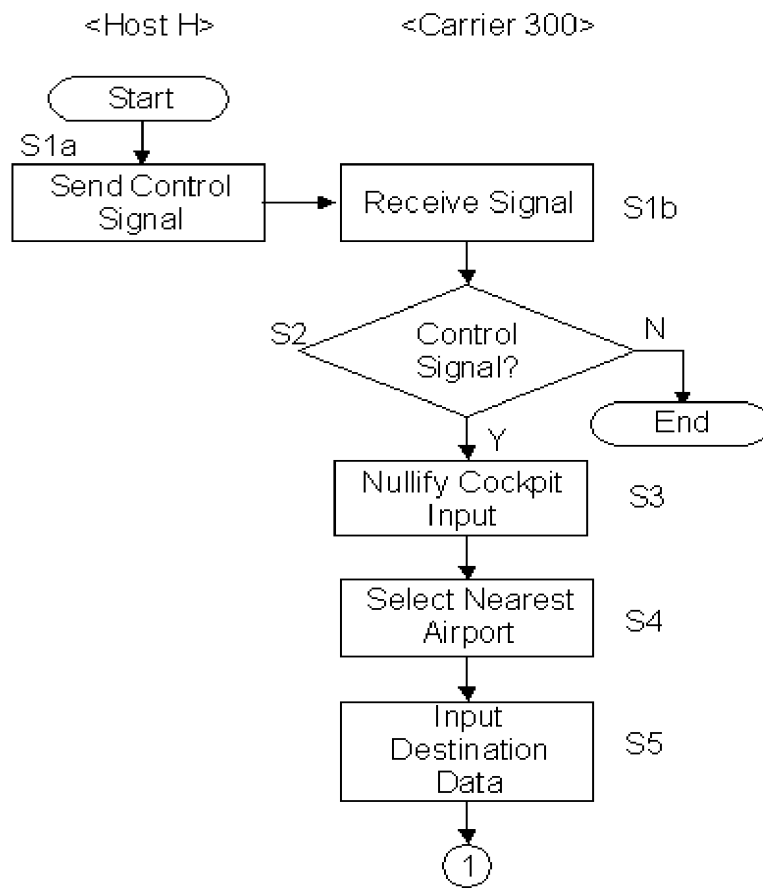 <Host H> <Carrier 300>
Start
S1a
Send Control
Signal
Receive Signal
S1b
S2
Control
Signal?
N
End
Y
Nullify Cockpit
Input
S3
Select Nearest
Airport
S4
Input
Destination
Data
S5
1